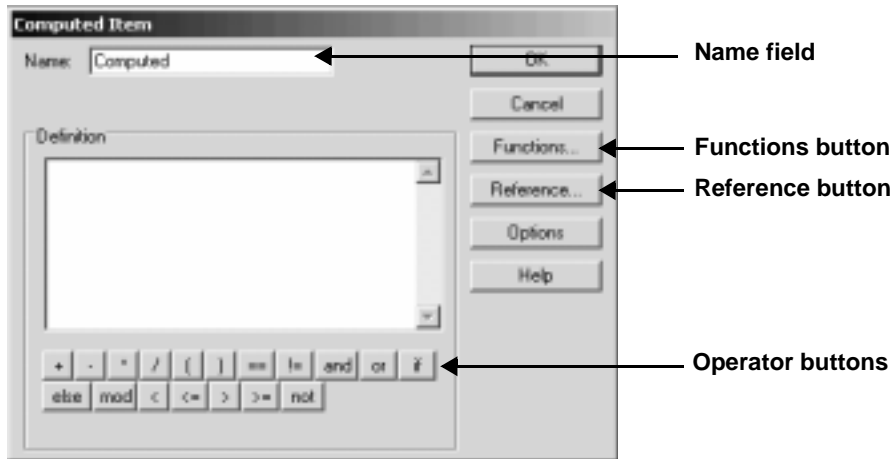 Computed Item
Name: Computed
OK
Name field
Cancel
Definition
Functions...
Functions button
Reference...
Reference button
Options
Help
+ - * / ( ) == != and or if
Operator buttons
else mod < <= > >= not